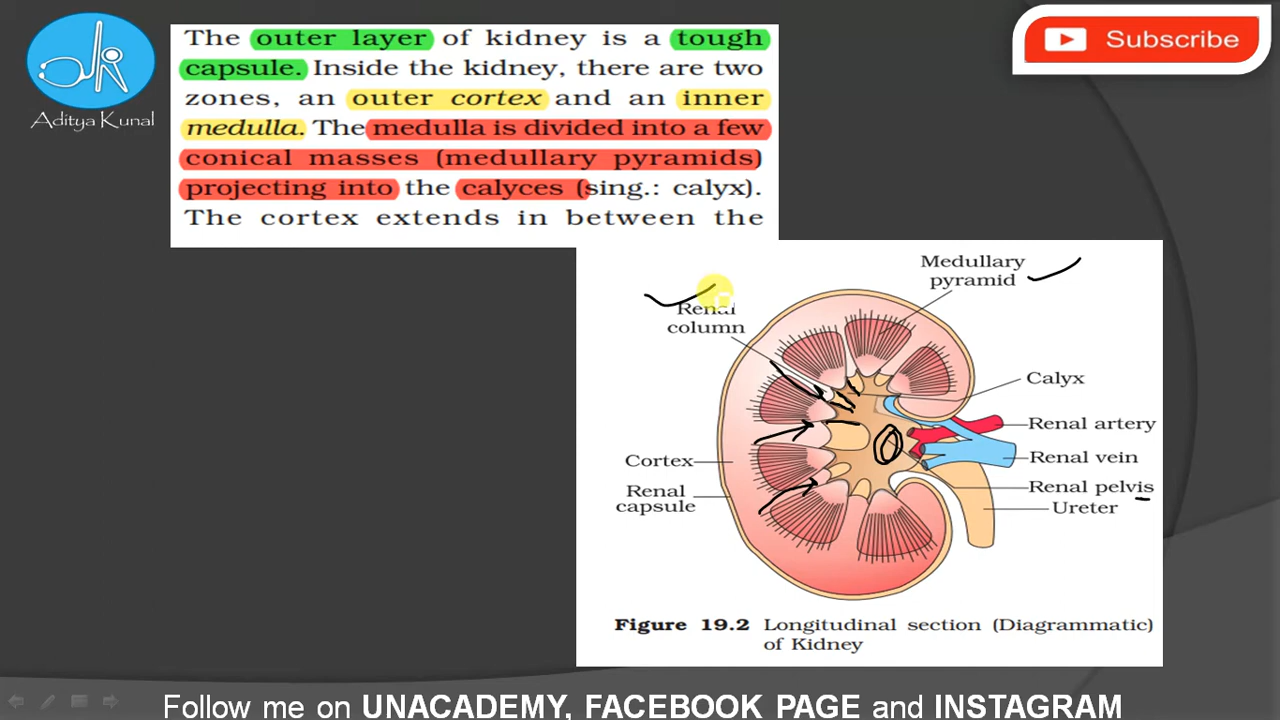 Aditya Kunal
Subscribe
The outer layer of kidney is a tough
capsule. Inside the kidney, there are two
zones, an outer cortex and an inner
medulla. The medulla is divided into a few
conical masses (medullary pyramids)
projecting into the calyces (sing.: calyx).
The cortex extends in between the
Medullary
pyramid
Renal
column
Calyx
Renal artery
Cortex
Renal vein
Renal
capsule
Renal pelvis
Ureter
Figure 19.2 Longitudinal section (Diagrammatic)
of Kidney
Follow me on UNACADEMY, FACEBOOK PAGE and INSTAGRAM